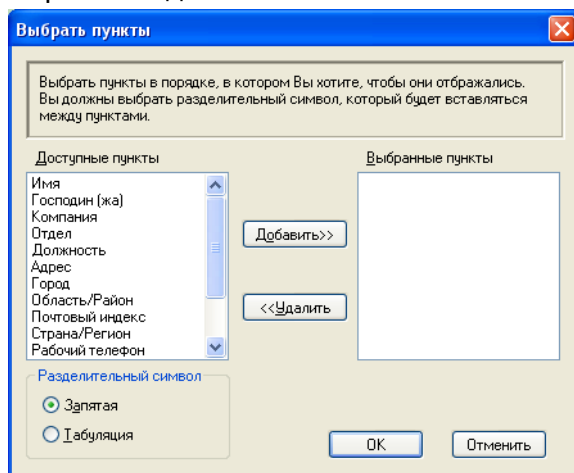 Выбрать пункты
Выбрать пункты в порядке, в котором Вы хотите, чтобы они отбражались.
Вы должны выбрать разделительный символ, который будет вставляться
между пунктами.
Доступные пункты
Выбранные пункты
Имя
Господин (жа)
Компания
Отдел
Должность
Адрес
Город
Область/Район
Почтовый индекс
Страна/Регион
Рабочий телефон
Добавить>>
<<Удалить
Разделительный символ
Запятая
Табуляция
OK
Отменить